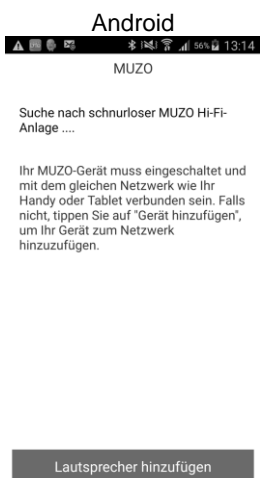 Android
56% 13:14
MUZO
Suche nach schnurloser MUZO Hi-Fi-
Anlage ....
Ihr MUZO-Gerät muss eingeschaltet und
mit dem gleichen Netzwerk wie Ihr
Handy oder Tablet verbunden sein. Falls
nicht, tippen Sie auf "Gerät hinzufügen",
um Ihr Gerät zum Netzwerk
hinzuzufügen.
Lautsprecher hinzufügen